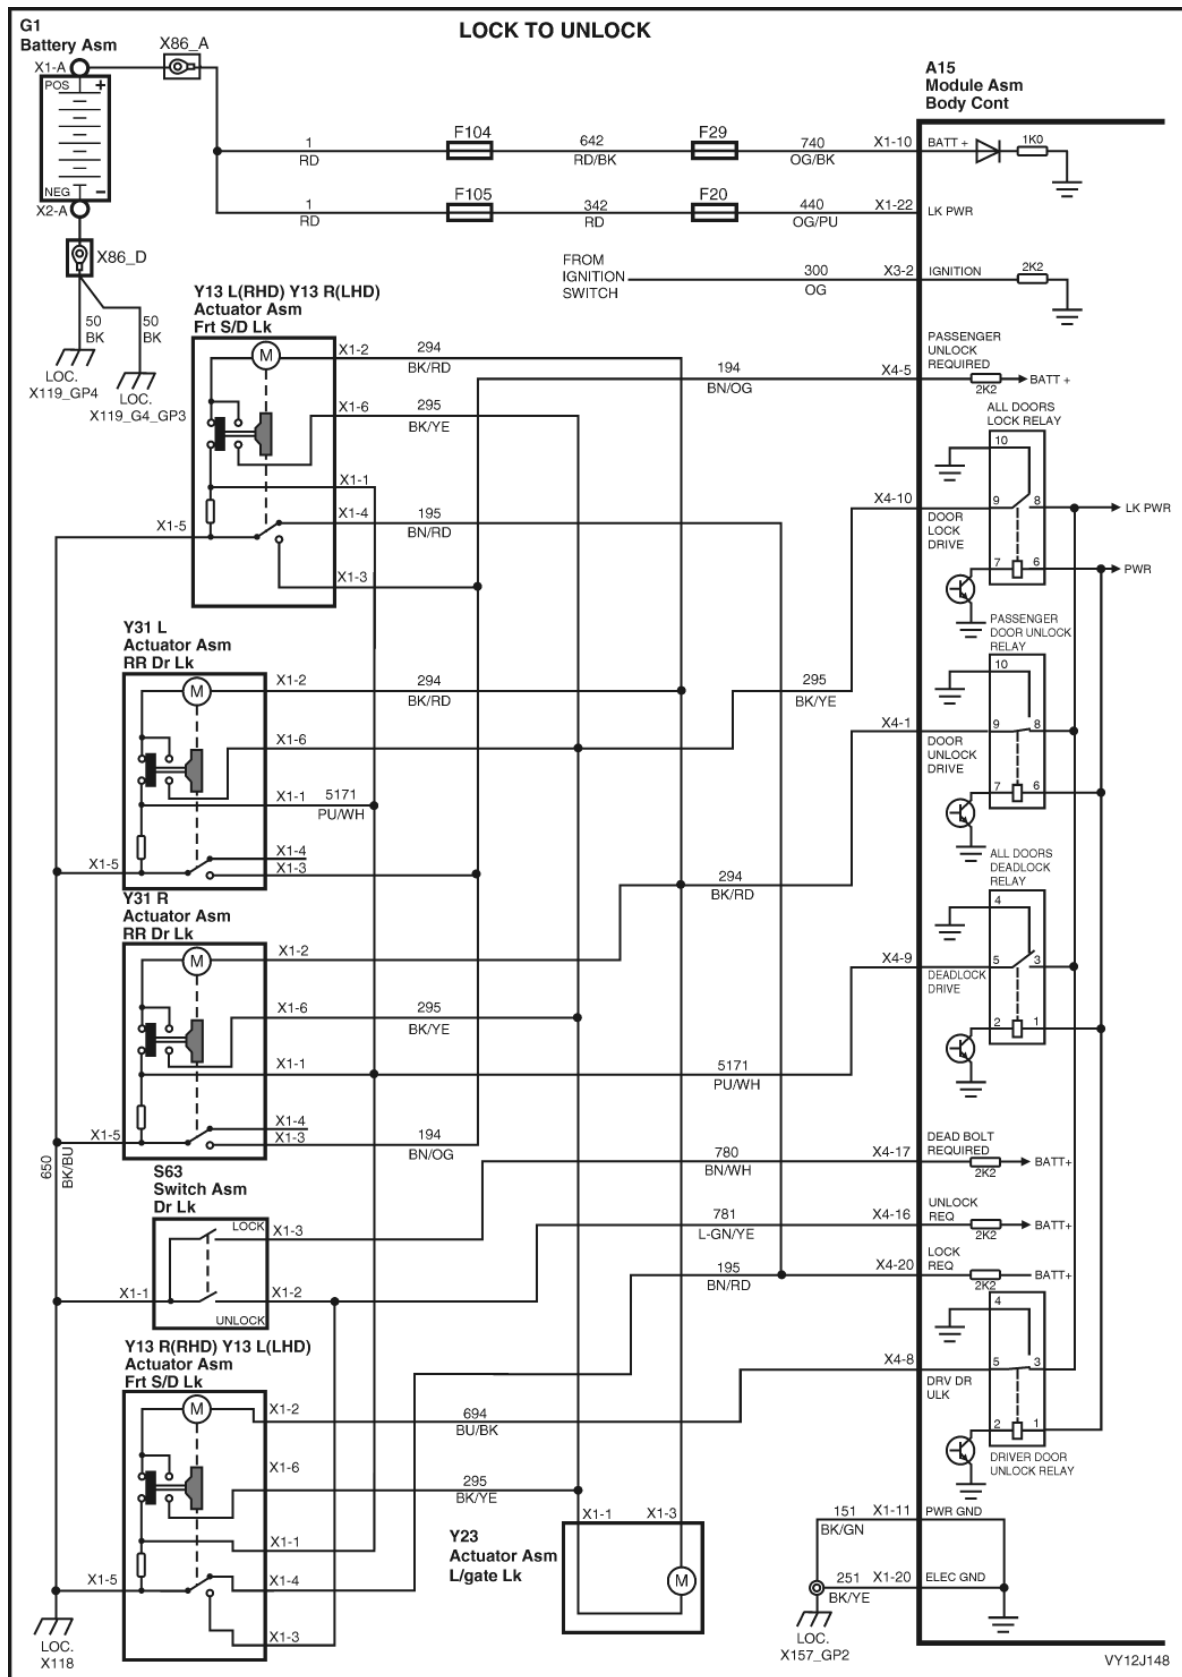 LOCK TO UNLOCK
G1
Battery Asm
X86_A
X1-A
POS
+
NEG
–
X2-A
X86_D
50
BK
50
BK
LOC.
X119_GP4
LOC.
X119_G4_GP3
A15
Module Asm
Body Cont
1
RD
F104
642
RD/BK
F29
740
OG/BK
X1-10
BATT +
1K0
1
RD
F105
342
RD
F20
440
OG/PU
X1-22
LK PWR
FROM
IGNITION
SWITCH
300
OG
X3-2
IGNITION
2K2
Y13 L(RHD) Y13 R(LHD)
Actuator Asm
Frt S/D Lk
M
X1-2
294
BK/RD
X1-6
295
BK/YE
X1-1
X1-4
195
BN/RD
X1-5
X1-3
194
BN/OG
X4-5
PASSENGER
UNLOCK
REQUIRED
2K2
BATT +
ALL DOORS
LOCK RELAY
10
9
8
7
6
X4-10
DOOR
LOCK
DRIVE
LK PWR
PWR
Y31 L
Actuator Asm
RR Dr Lk
M
X1-2
294
BK/RD
X1-6
295
BK/YE
X1-1
5171
PU/WH
X1-4
X1-3
X1-5
PASSENGER
DOOR UNLOCK
RELAY
10
9
8
7
6
X4-1
DOOR
UNLOCK
DRIVE
294
BK/RD
Y31 R
Actuator Asm
RR Dr Lk
M
X1-2
X1-6
295
BK/YE
X1-1
X1-4
X1-3
X1-5
194
BN/OG
650
BK/BU
ALL DOORS
DEADLOCK
RELAY
4
5
3
2
1
X4-9
DEADLOCK
DRIVE
5171
PU/WH
S63
Switch Asm
Dr Lk
LOCK
X1-3
X1-1
X1-2
UNLOCK
780
BN/WH
X4-17
DEAD BOLT
REQUIRED
2K2
BATT+
781
L-GN/YE
X4-16
UNLOCK
REQ
2K2
BATT+
195
BN/RD
X4-20
LOCK
REQ
2K2
BATT+
Y13 R(RHD) Y13 L(LHD)
Actuator Asm
Frt S/D Lk
M
X1-2
694
BU/BK
X1-6
295
BK/YE
X1-1
X1-5
X1-4
X1-3
LOC.
X118
X4-8
DRV DR
ULK
4
5
3
2
1
DRIVER DOOR
UNLOCK RELAY
Y23
Actuator Asm
L/gate Lk
X1-1
X1-3
M
151
BK/GN
X1-11
PWR GND
251
BK/YE
X1-20
ELEC GND
LOC.
X157_GP2
VY12J148